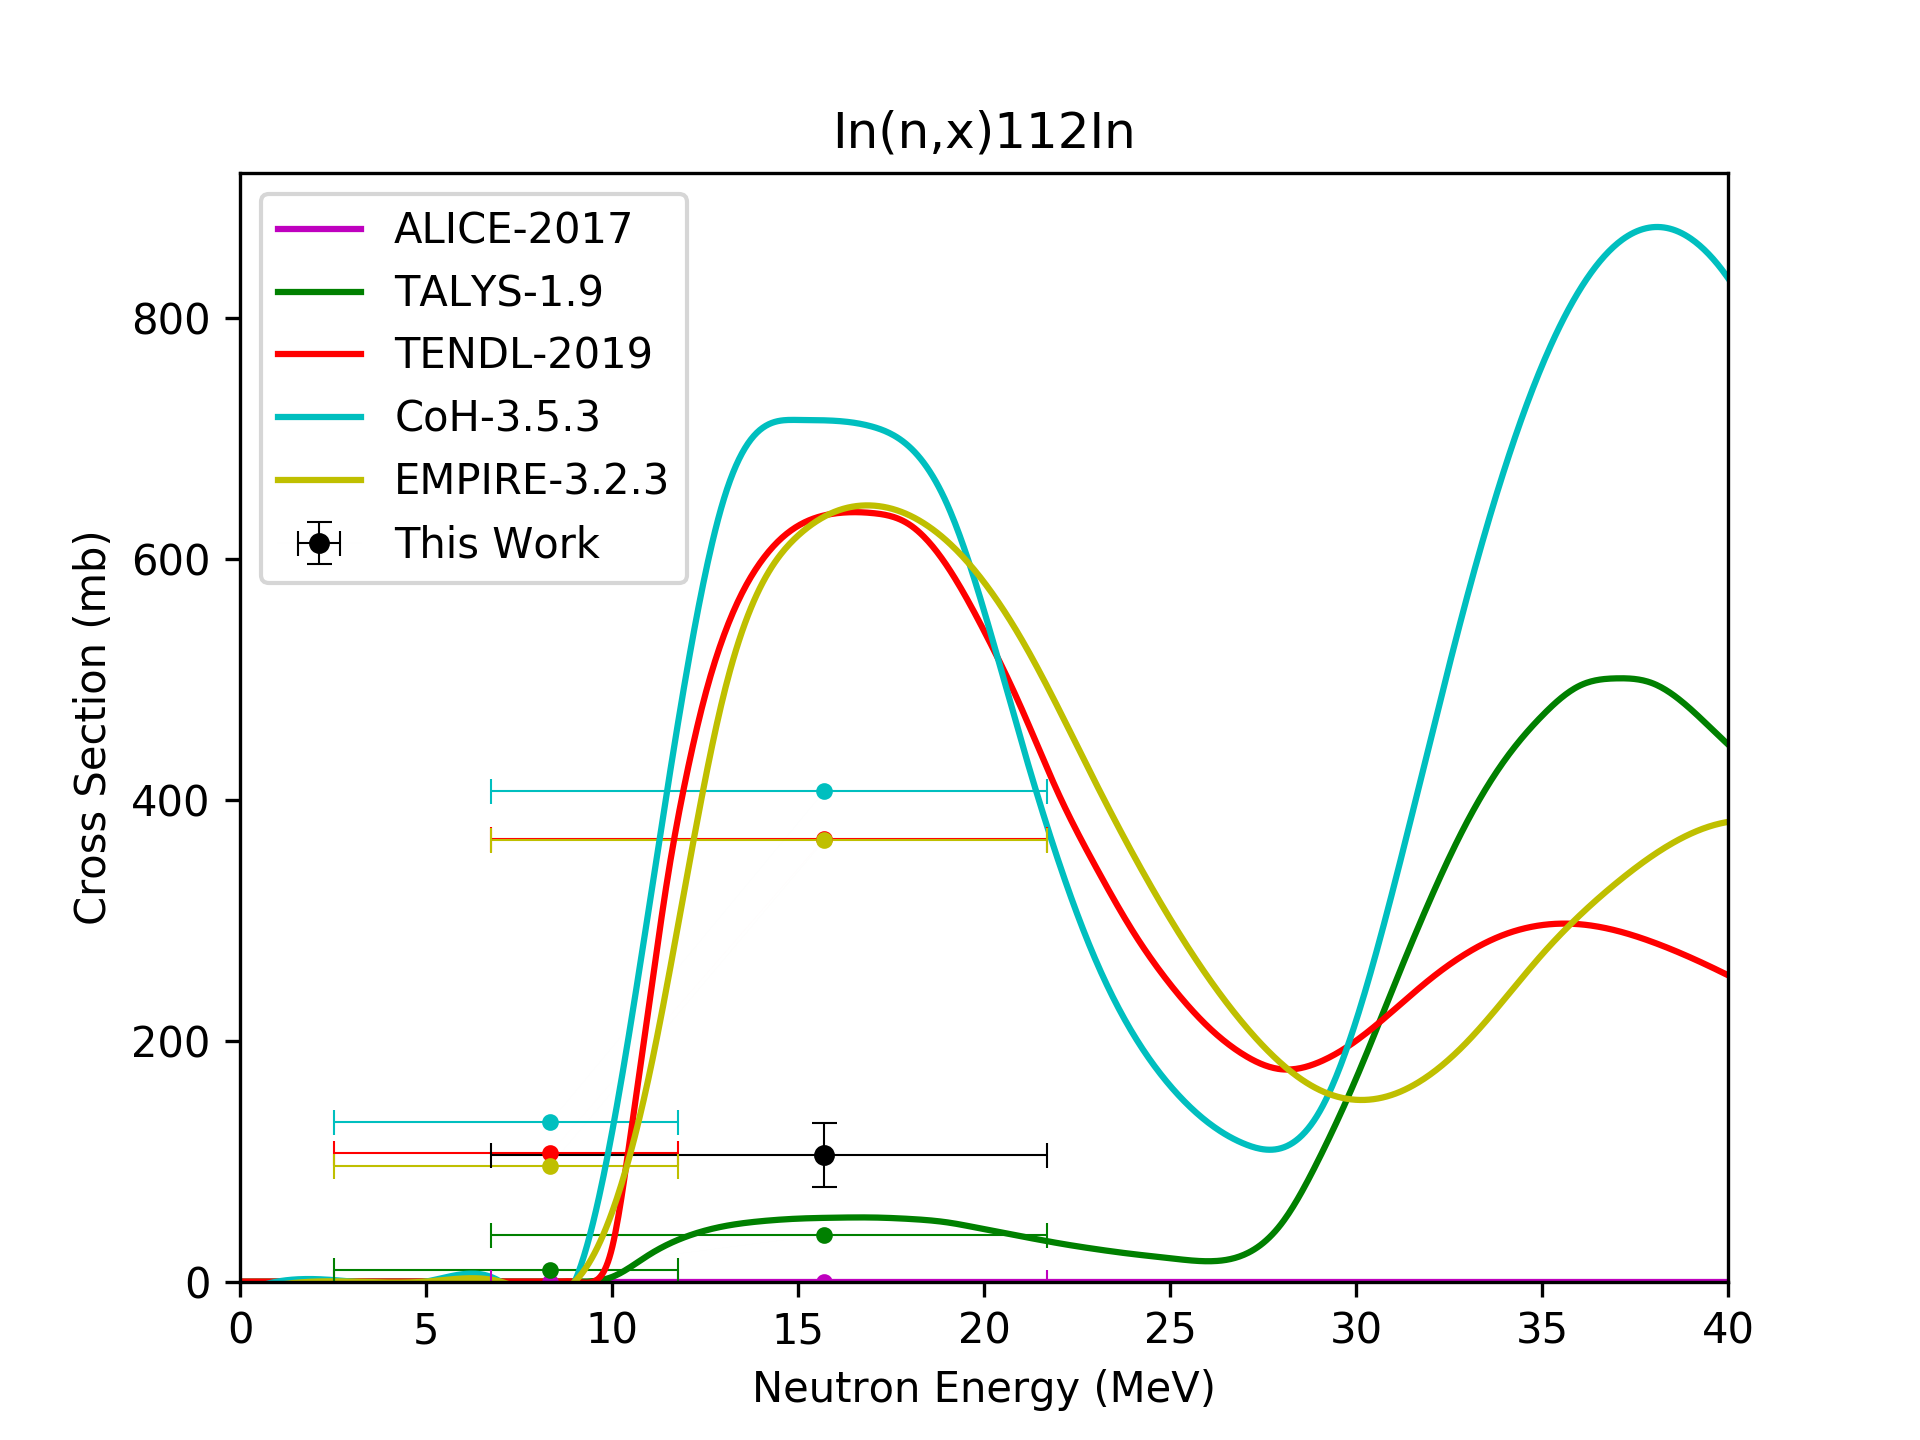 In(n,x)112In
ALICE-2017
TALYS-1.9
TENDL-2019
CoH-3.5.3
EMPIRE-3.2.3
This Work
Cross Section (mb)
800
600
400
200
0
0 5 10 15 20 25 30 35 40
Neutron Energy (MeV)